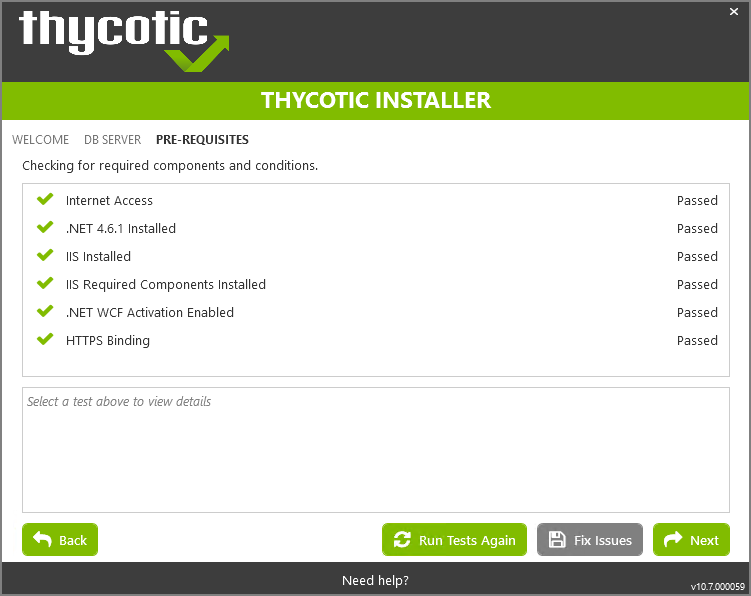 thycotic
THYCOTIC INSTALLER
WELCOME DB SERVER PRE-REQUISITES
Checking for required components and conditions.
Internet Access Passed
.NET 4.6.1 Installed Passed
IIS Installed Passed
IIS Required Components Installed Passed
.NET WCF Activation Enabled Passed
HTTPS Binding Passed
Select a test above to view details
Back Run Tests Again Fix Issues Next
Need help?
v10.7.000059